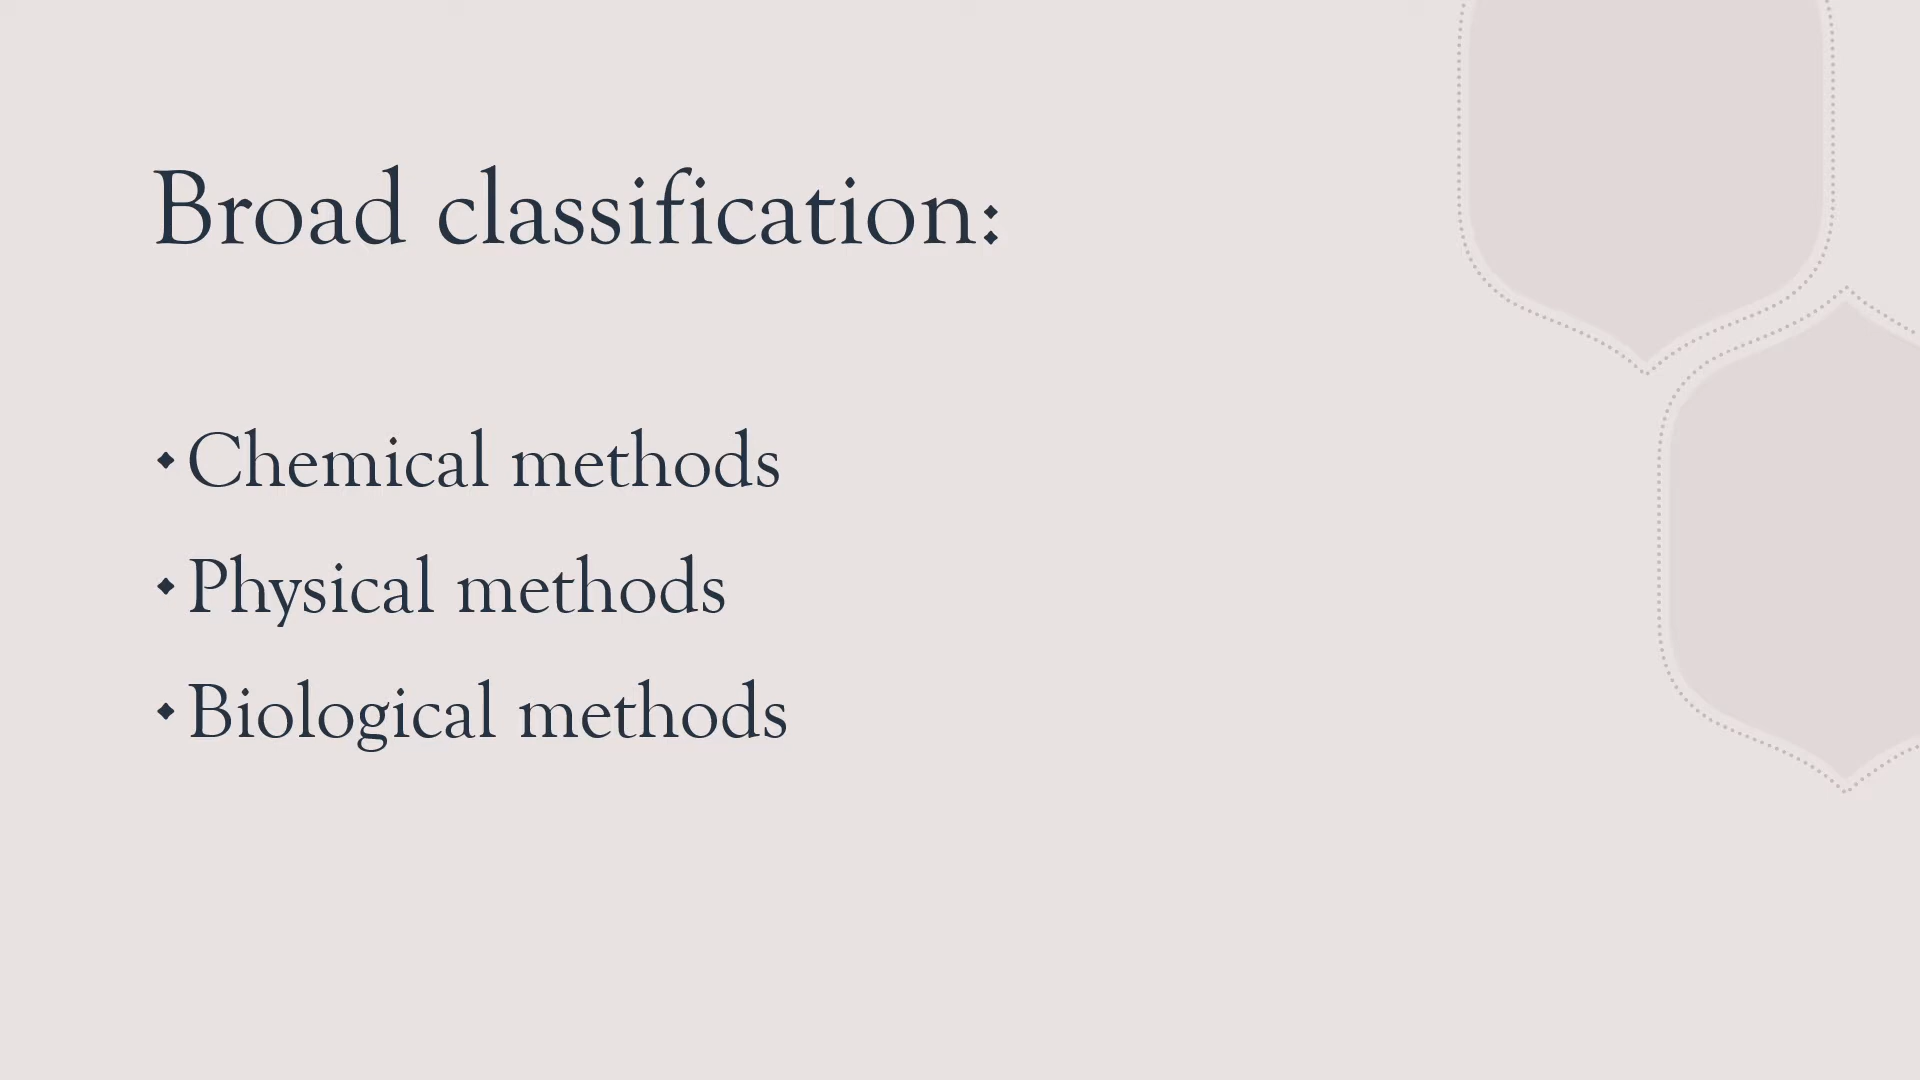 Broad classification:
• Chemical methods
• Physical methods
• Biological methods